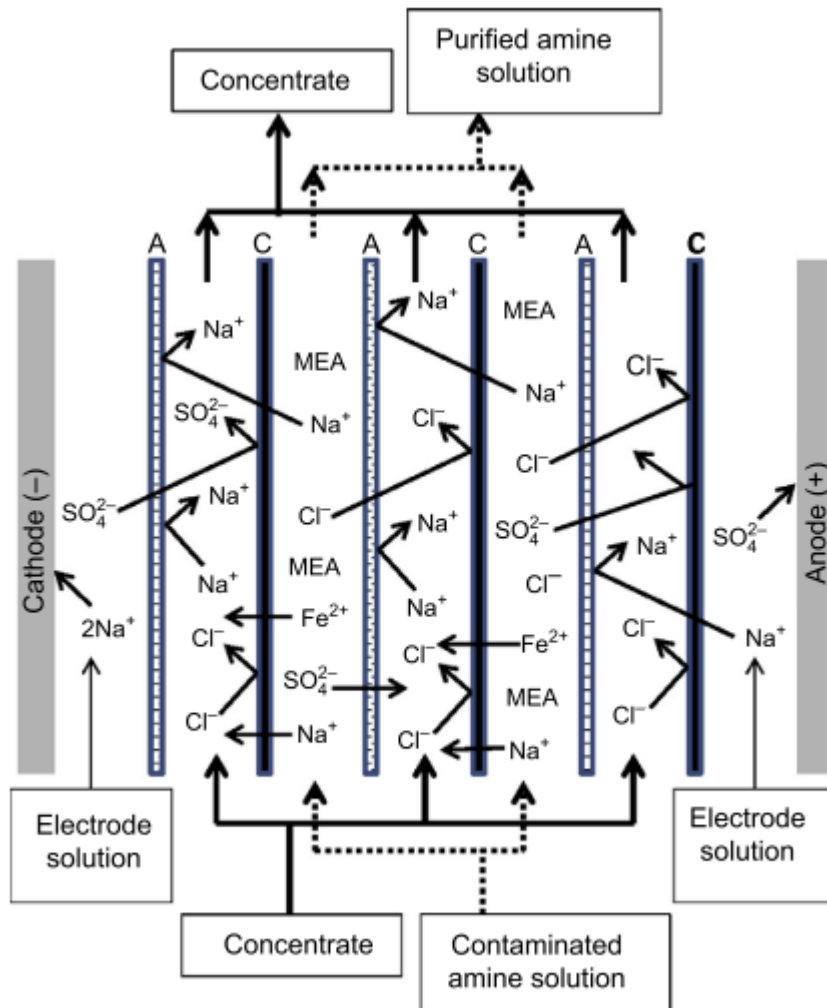 Purified amine
solution
Concentrate
A
C
A
C
A
C
Na⁺
Na⁺
MEA
MEA
Cl⁻
SO₄²⁻
Na⁺
Na⁺
Cl⁻
Cl⁻
SO₄²⁻
Na⁺
Cl⁻
Na⁺
SO₄²⁻
SO₄²⁻
Cathode (−)
Anode (+)
Na⁺
MEA
Na⁺
Cl⁻
2Na⁺
Fe²⁺
Cl⁻
Cl⁻
Fe²⁺
Cl⁻
Na⁺
SO₄²⁻
MEA
Cl⁻
Na⁺
Cl⁻
Na⁺
Cl⁻
Electrode
solution
Electrode
solution
Concentrate
Contaminated
amine solution